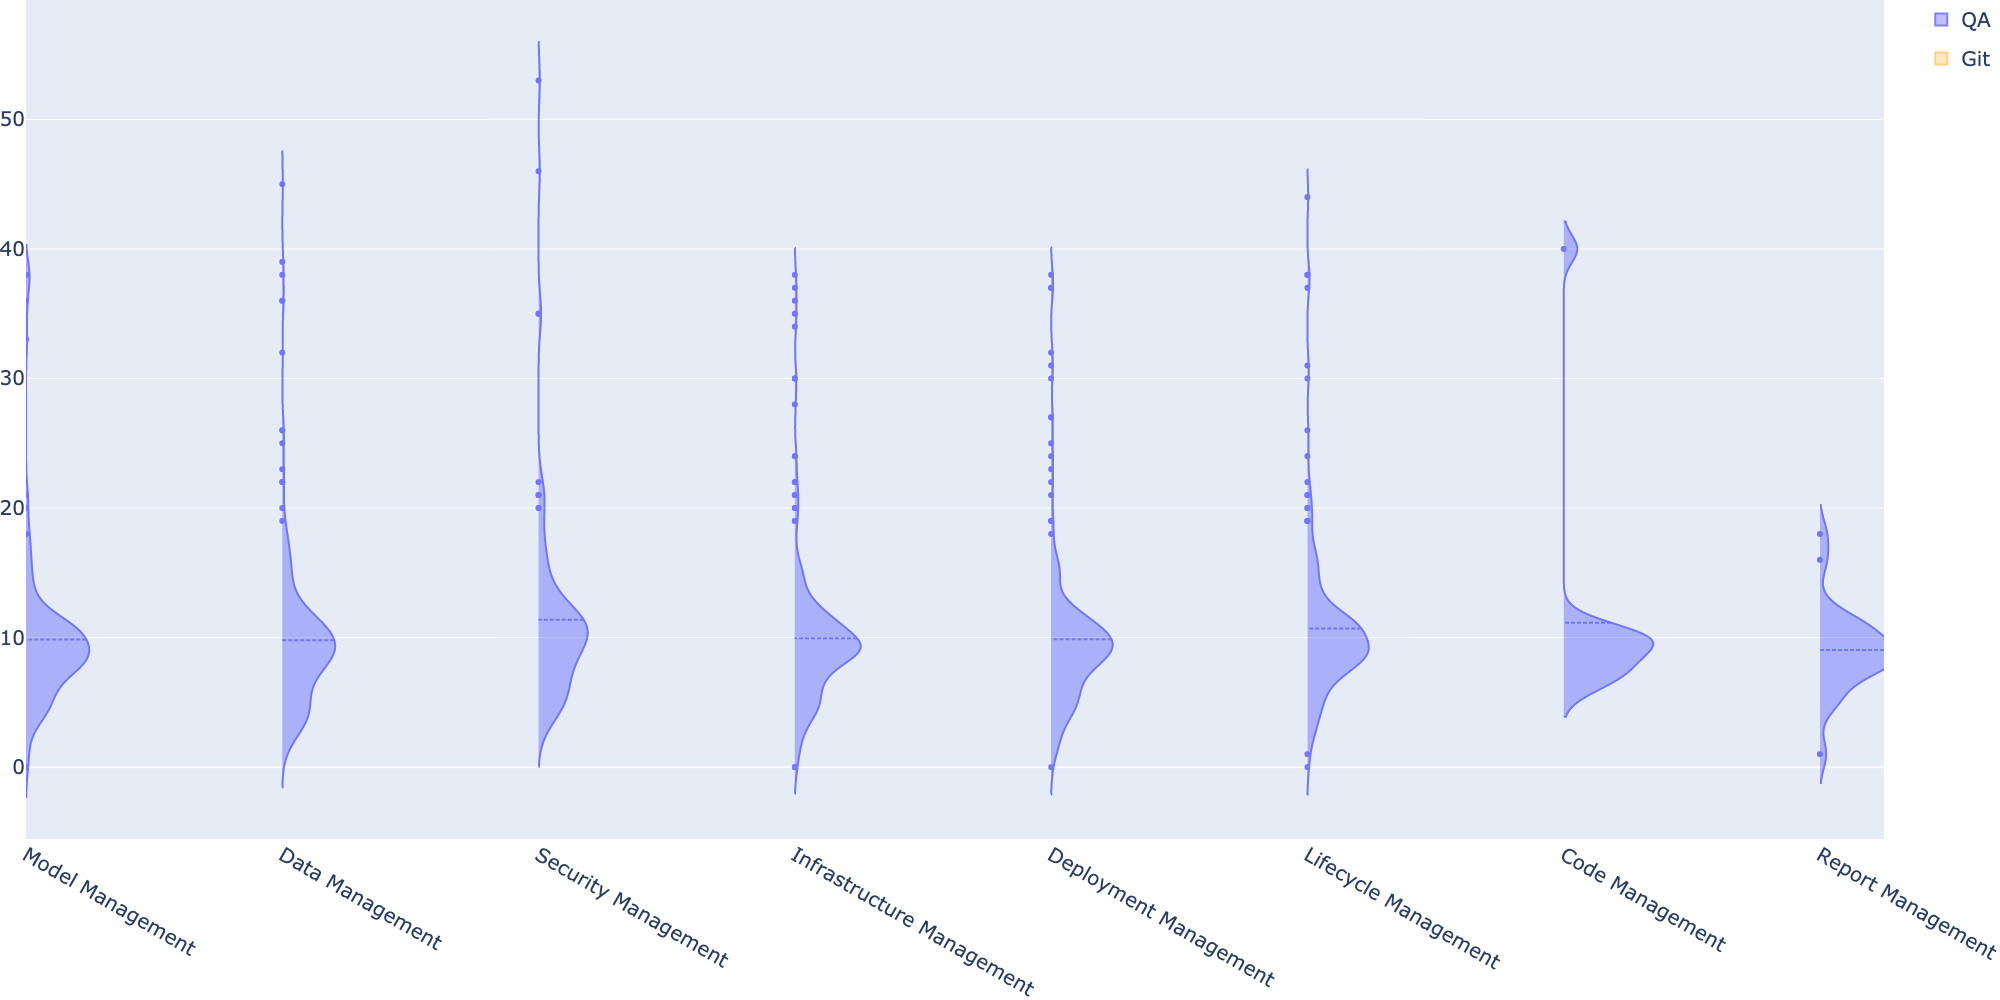 QA
Git
50
40
30
20
10
0
Model Management
Data Management
Security Management
Infrastructure Management
Deployment Management
Lifecycle Management
Code Management
Report Management